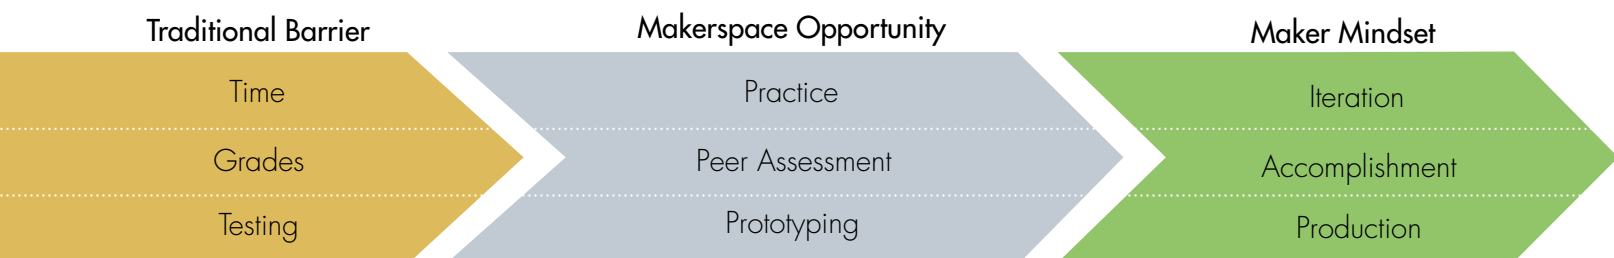 Traditional Barrier
Makerspace Opportunity
Maker Mindset
Time
Practice
Iteration
Grades
Peer Assessment
Accomplishment
Testing
Prototyping
Production